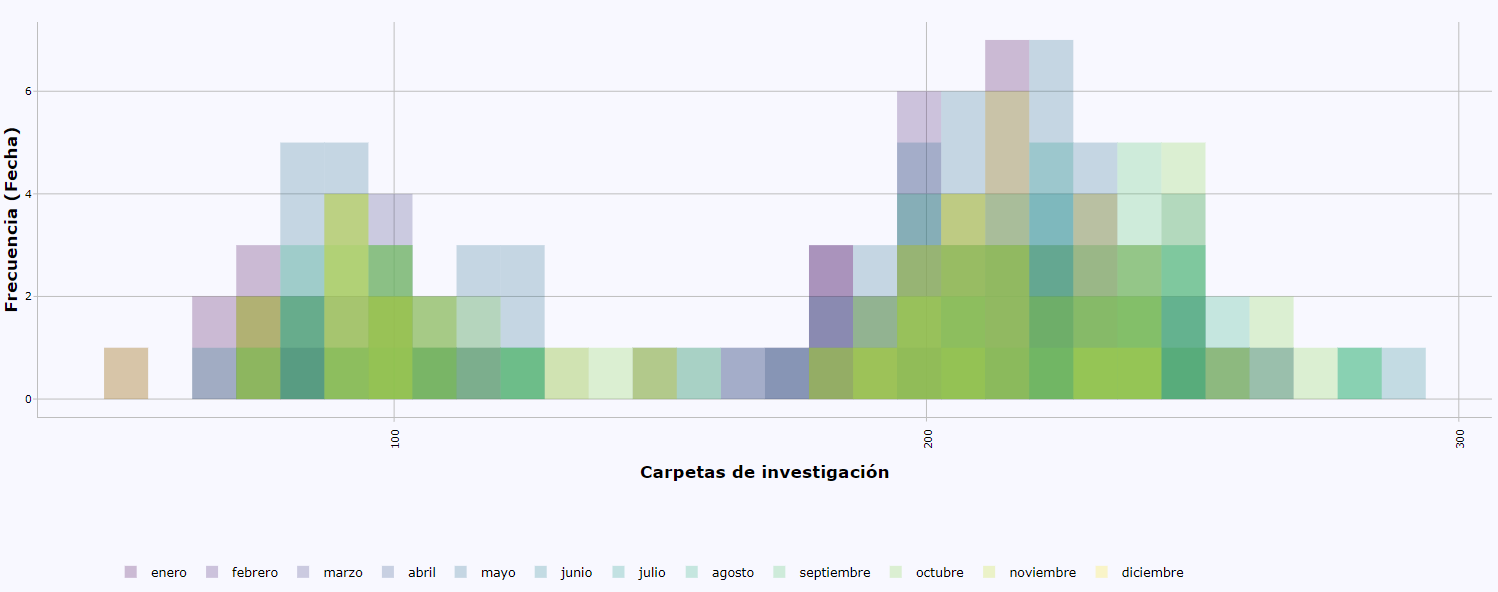 Frecuencia (Fecha)
6
4
2
0
100
200
300
Carpetas de investigación
enero febrero marzo abril mayo junio julio agosto septiembre octubre noviembre diciembre